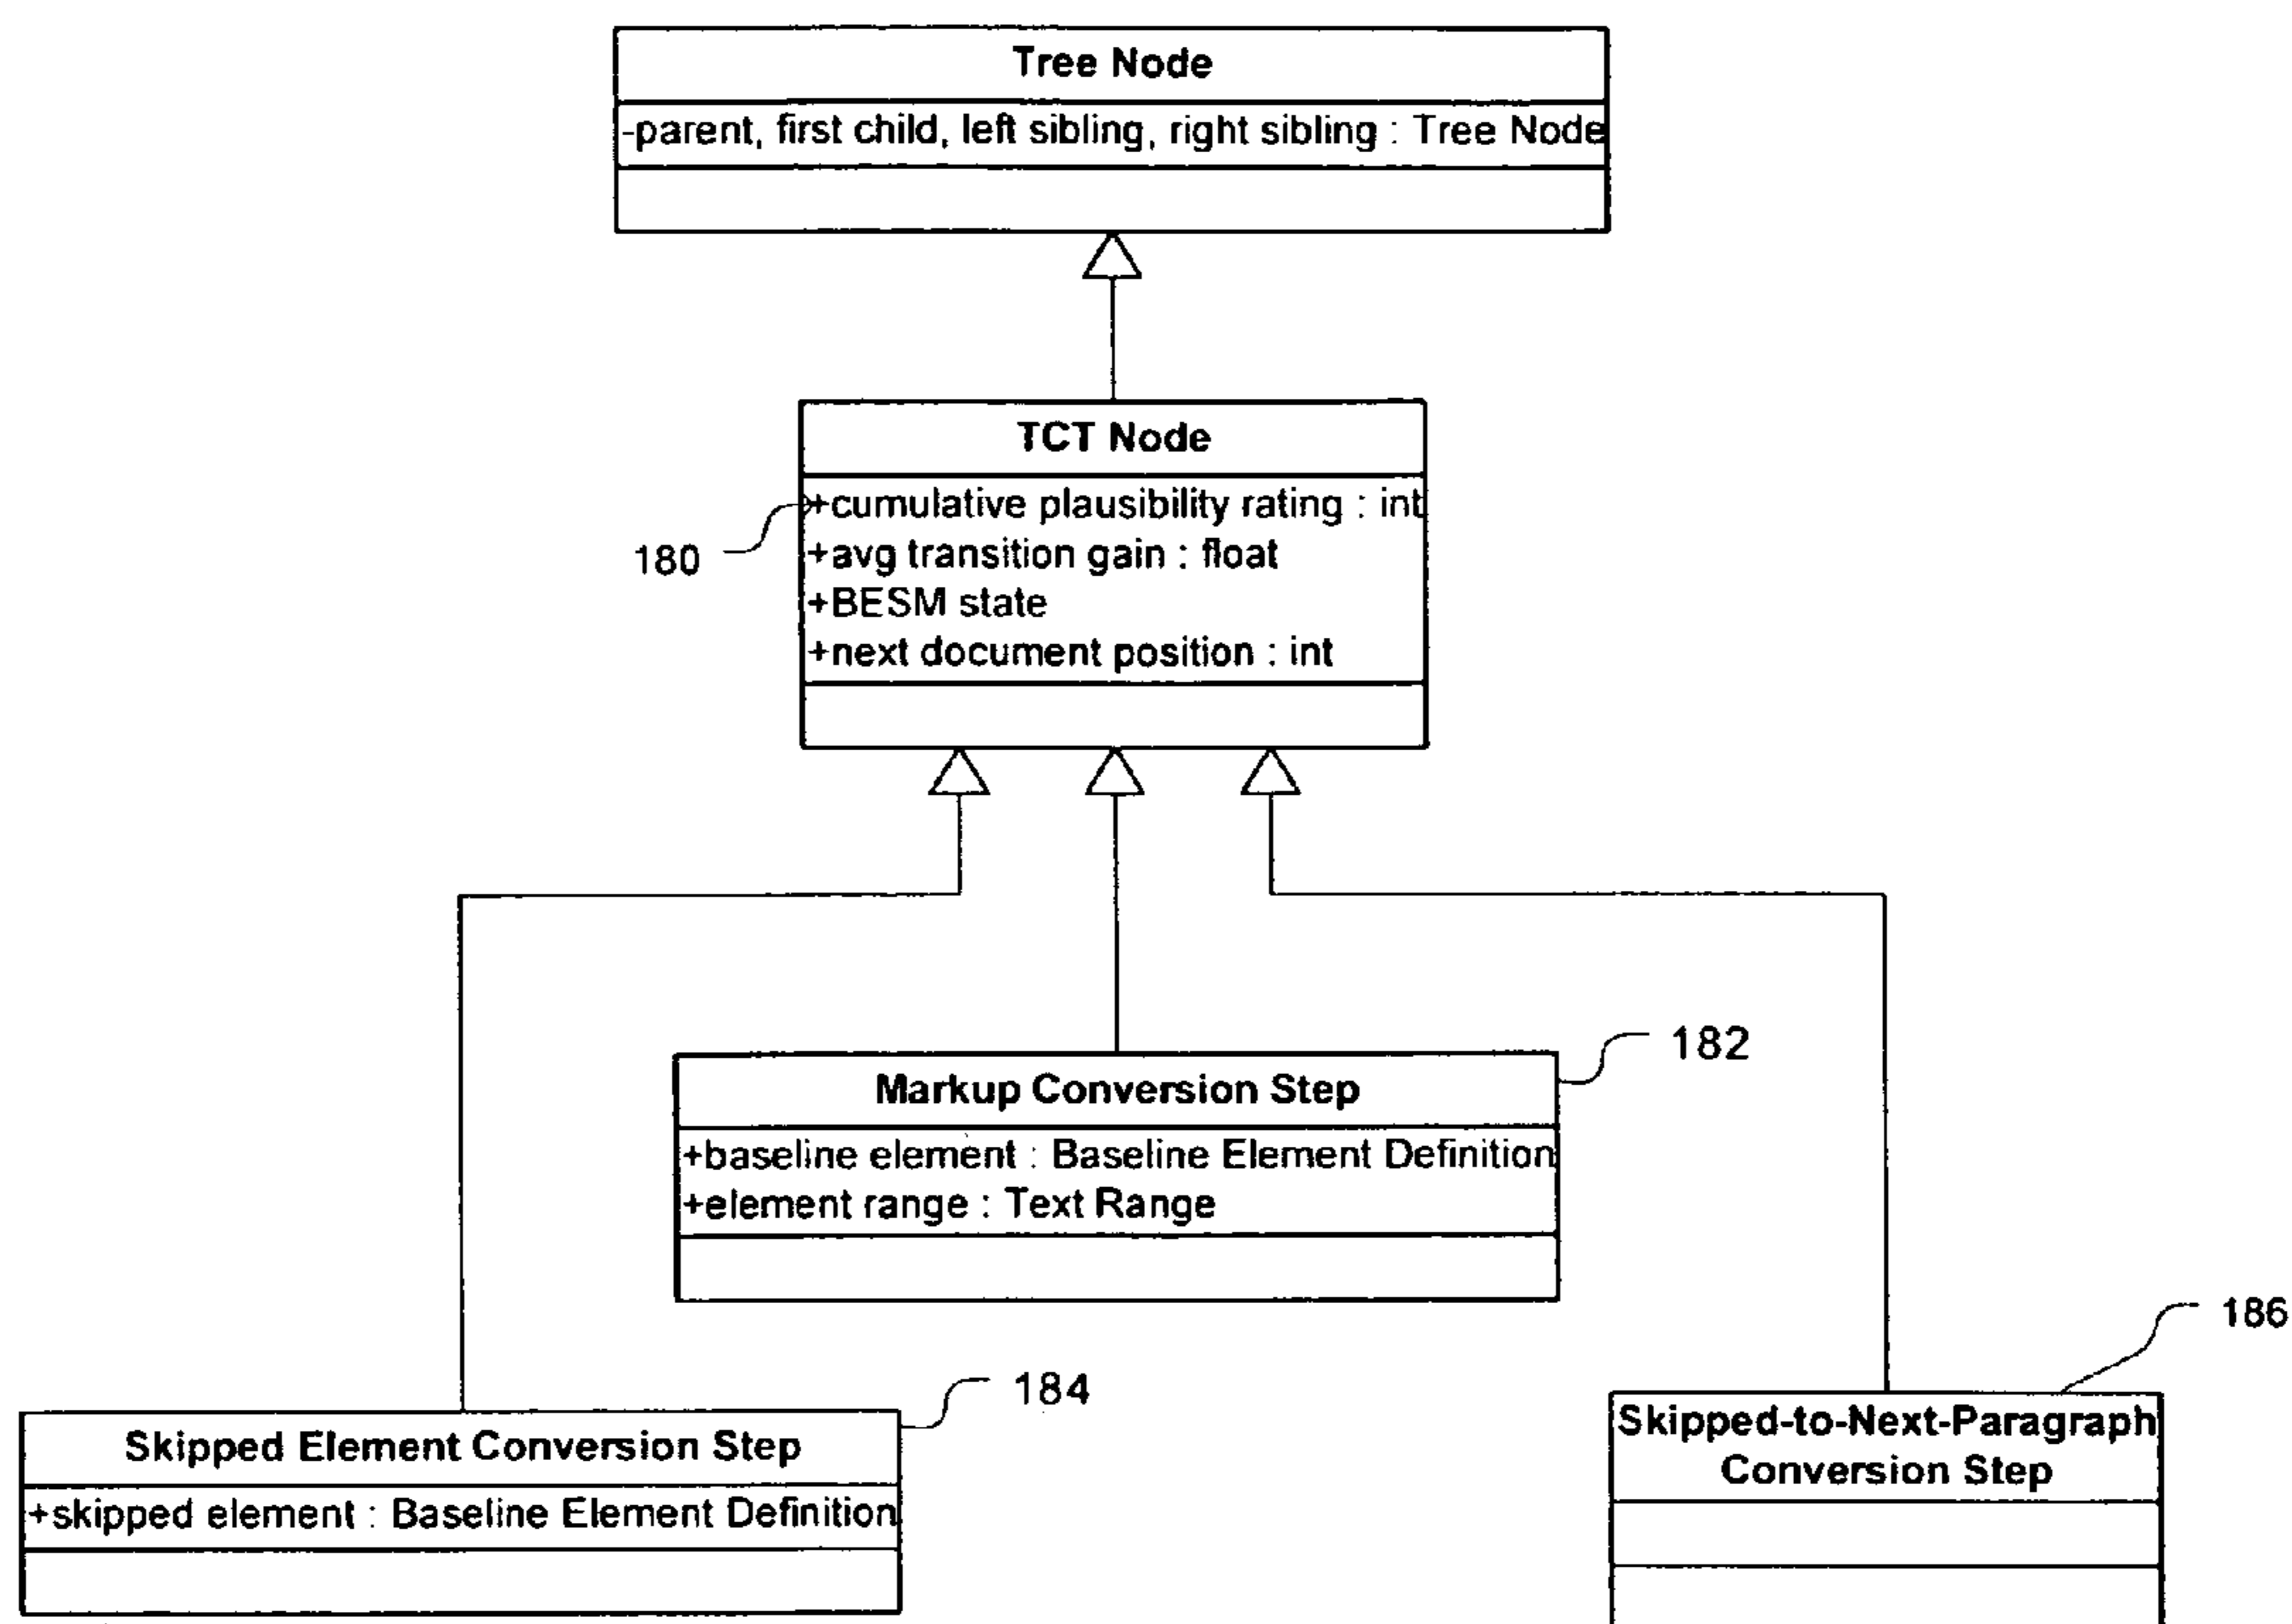 Tree Node
-parent, first child, left sibling, right sibling : Tree Node
TCT Node
+cumulative plausibility rating : int
180
+avg transition gain : float
+BESM state
+next document position : int
182
Markup Conversion Step
+baseline element : Baseline Element Definition
+element range : Text Range
186
184
Skipped Element Conversion Step
+skipped element : Baseline Element Definition
Skipped-to-Next-Paragraph
Conversion Step